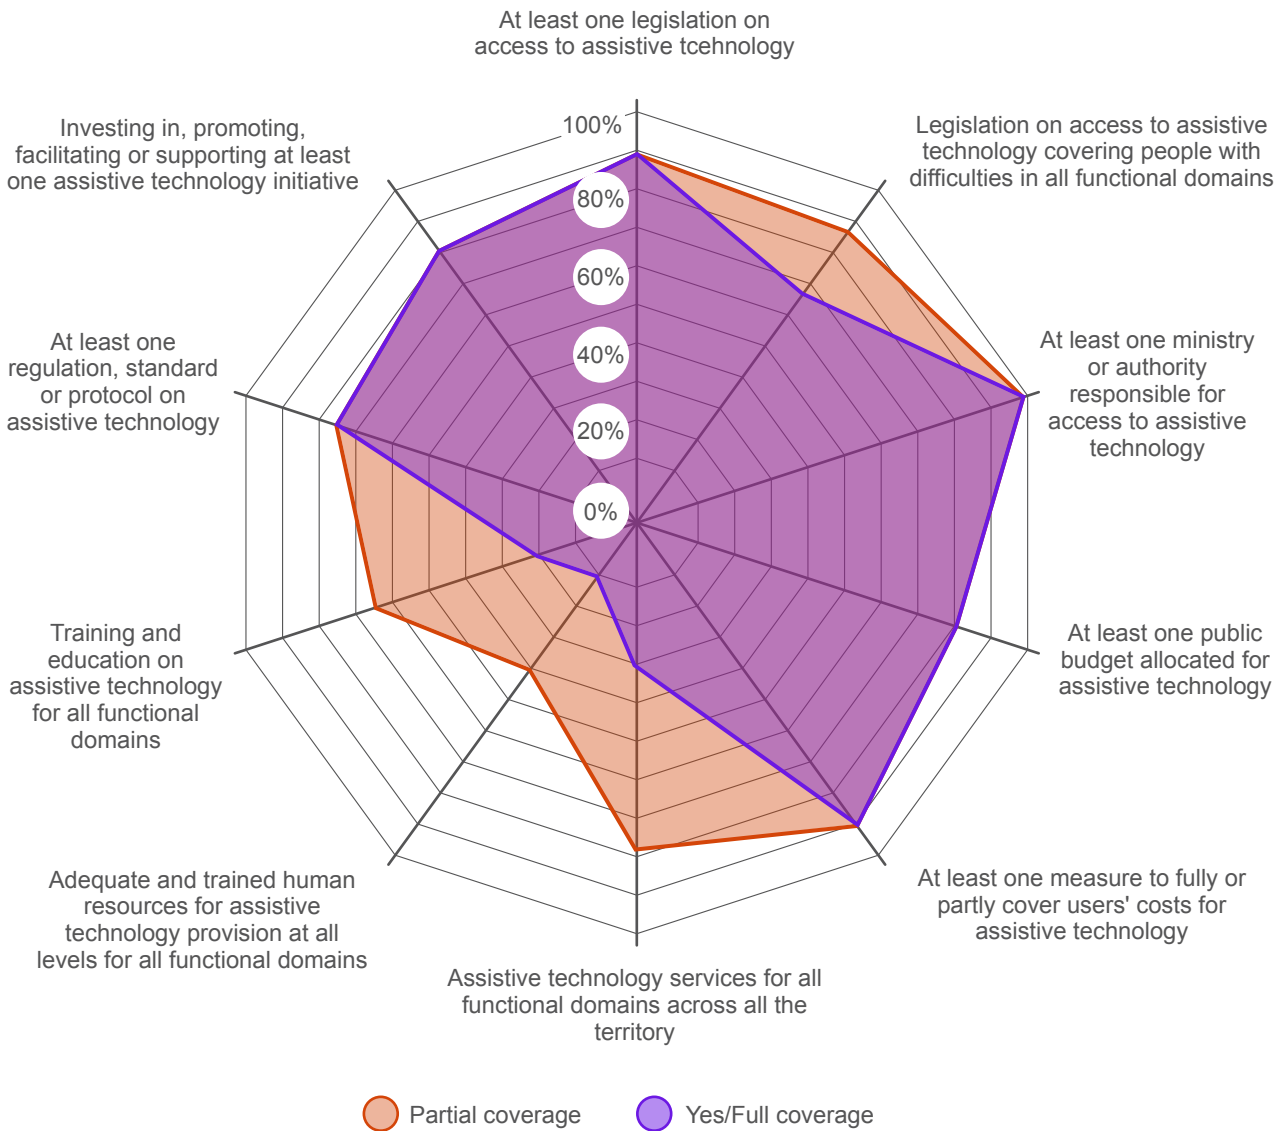 At least one legislation on
access to assistive tcehnology
Investing in, promoting,
facilitating or supporting at least
one assistive technology initiative
Legislation on access to assistive
technology covering people with
difficulties in all functional domains
100%
80%
60%
40%
20%
0%
At least one
regulation, standard
or protocol on
assistive technology
At least one ministry
or authority
responsible for
access to assistive
technology
Training and
education on
assistive technology
for all functional
domains
At least one public
budget allocated for
assistive technology
Adequate and trained human
resources for assistive
technology provision at all
levels for all functional domains
At least one measure to fully or
partly cover users' costs for
assistive technology
Assistive technology services for all
functional domains across all the
territory
Partial coverage
Yes/Full coverage